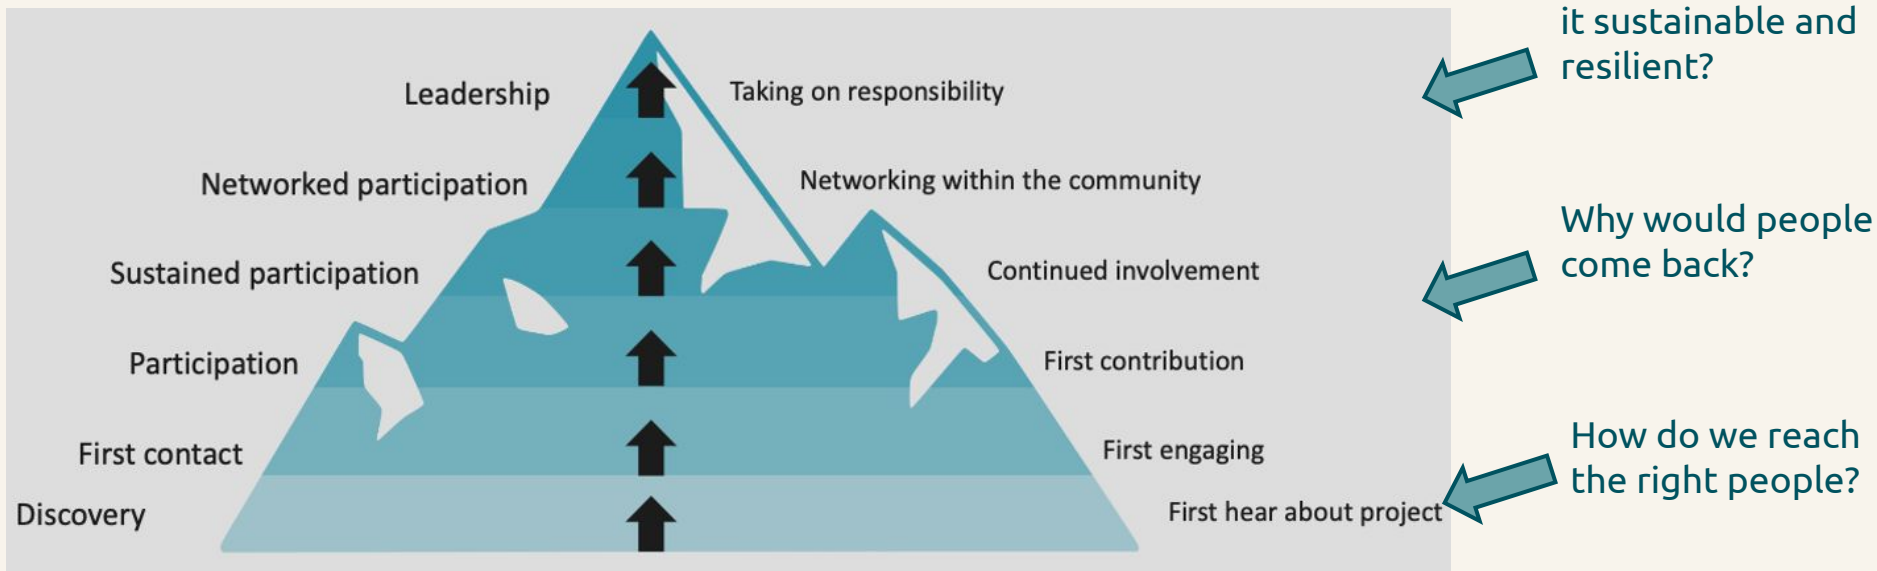 Leadership
Taking on responsibility
Networked participation
Networking within the community
Sustained participation
Continued involvement
Participation
First contribution
First contact
First engaging
Discovery
First hear about project
it sustainable and
resilient?
Why would people
come back?
How do we reach
the right people?